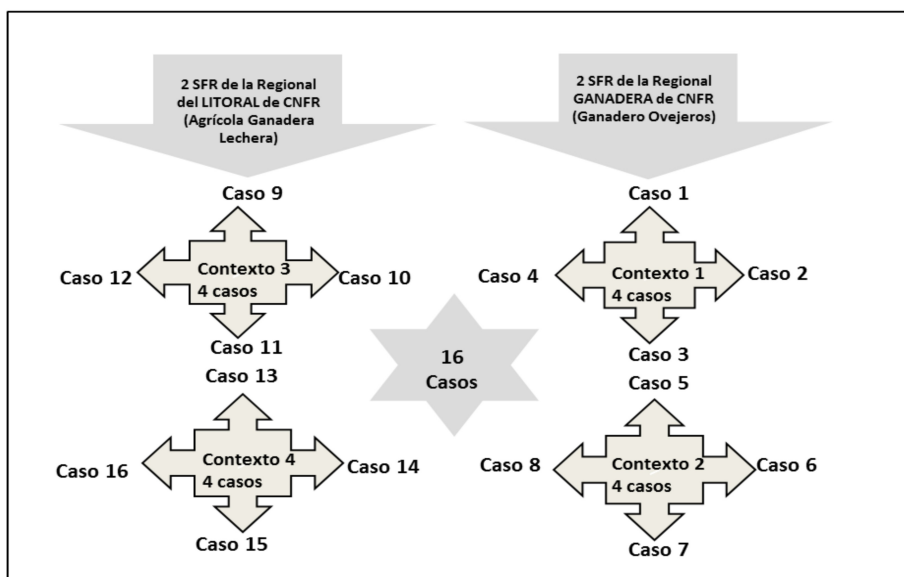 2 SFR de la Regional
del LITORAL de CNFR
(Agrícola Ganadera
Lechera)
2 SFR de la Regional
GANADERA de CNFR
(Ganadero Ovejeros)
Caso 9
Caso 12
Contexto 3
4 casos
Caso 10
Caso 11
Caso 1
Caso 4
Contexto 1
4 casos
Caso 2
Caso 3
16
Casos
Caso 13
Caso 16
Contexto 4
4 casos
Caso 14
Caso 15
Caso 5
Caso 8
Contexto 2
4 casos
Caso 6
Caso 7